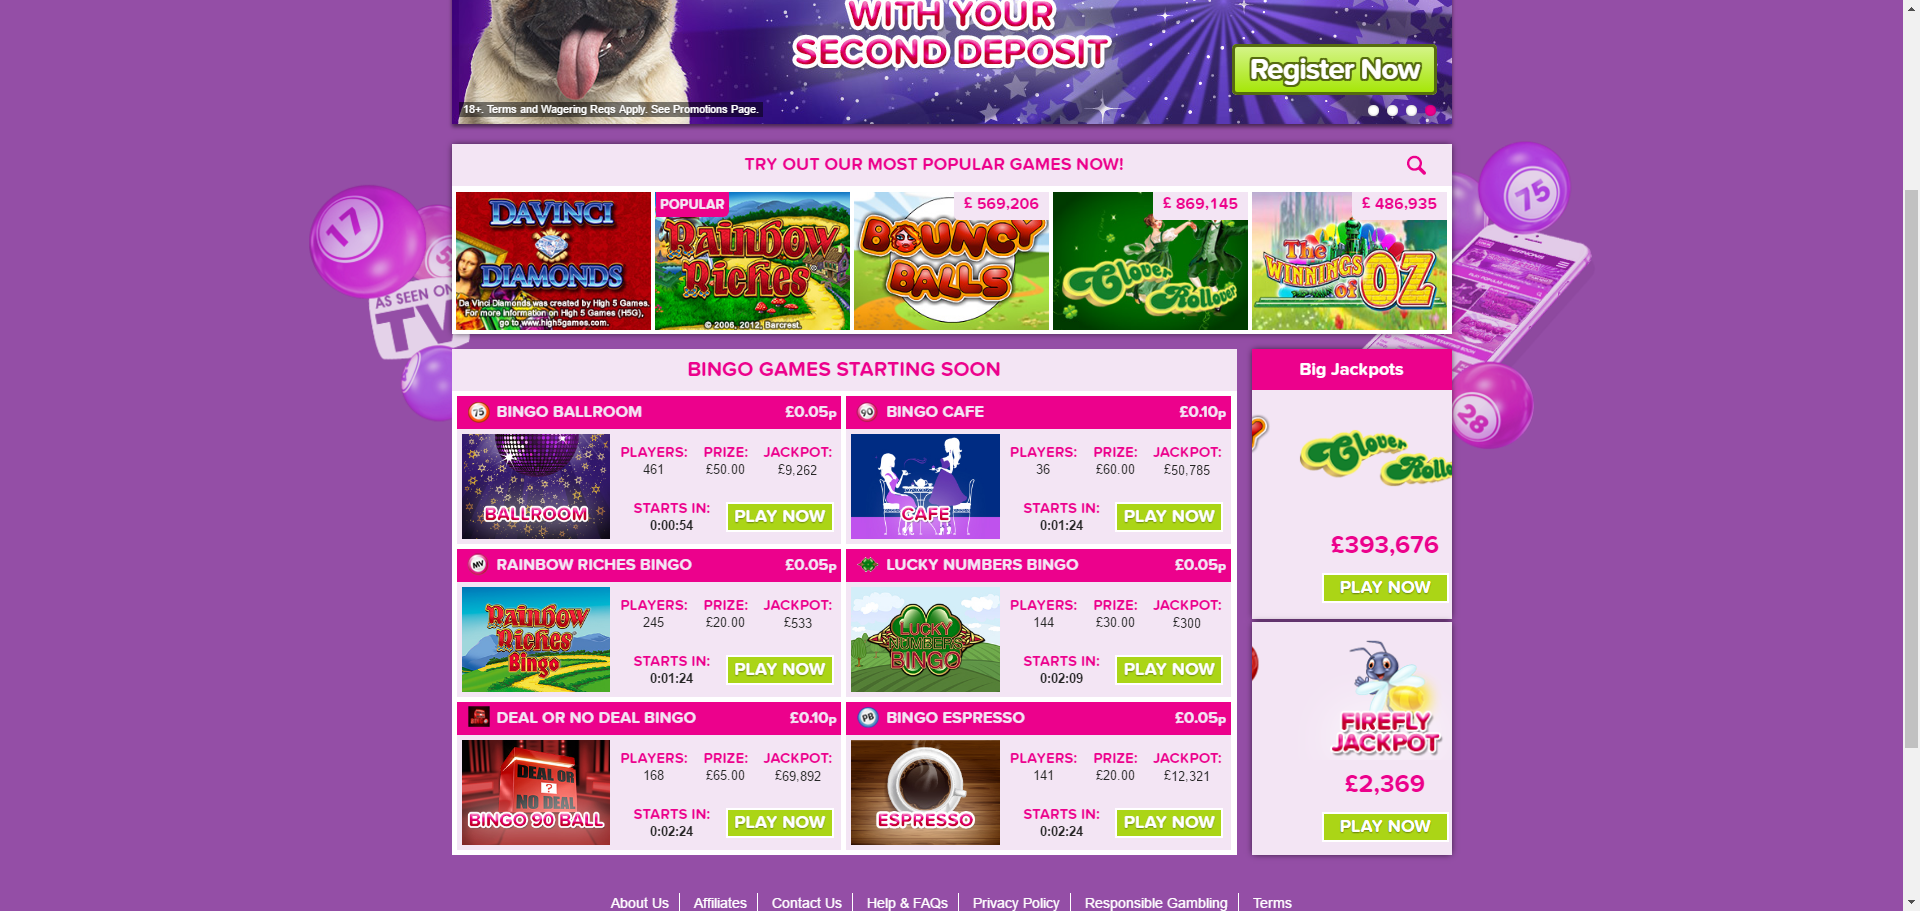 WITH YOUR
SECOND DEPOSIT
Register Now
18+. Terms and Wagering Reqs Apply. See Promotions Page.
TRY OUT OUR MOST POPULAR GAMES NOW!
17
75
AS SEEN ON
TV
28
DAVINCI
DIAMONDS
Da Vinci Diamonds was created by High 5 Games.
For more information on High 5 Games (H5G),
go to www.high5games.com.
POPULAR
Rainbow
Riches
© 2006, 2012, Barcrest.
£ 569,206
BOUNCY
BALLS
£ 869,145
Clover
Rollover
£ 486,935
The
WINNINGS
of OZ
BINGO GAMES STARTING SOON
75 BINGO BALLROOM £0.05p
BALLROOM
PLAYERS: PRIZE: JACKPOT:
461 £50.00 £9,262
STARTS IN:
0:00:54
PLAY NOW
90 BINGO CAFE £0.10p
CAFE
PLAYERS: PRIZE: JACKPOT:
36 £60.00 £50,785
STARTS IN:
0:01:24
PLAY NOW
MV RAINBOW RICHES BINGO £0.05p
Rainbow
Riches
Bingo
PLAYERS: PRIZE: JACKPOT:
245 £20.00 £533
STARTS IN:
0:01:24
PLAY NOW
LUCKY NUMBERS BINGO £0.05p
LUCKY
NUMBERS
BINGO
PLAYERS: PRIZE: JACKPOT:
144 £30.00 £300
STARTS IN:
0:02:09
PLAY NOW
DEAL OR NO DEAL BINGO £0.10p
DEAL OR
?
NO DEAL
BINGO 90 BALL
PLAYERS: PRIZE: JACKPOT:
168 £65.00 £69,892
STARTS IN:
0:02:24
PLAY NOW
PB BINGO ESPRESSO £0.05p
ESPRESSO
PLAYERS: PRIZE: JACKPOT:
141 £20.00 £12,321
STARTS IN:
0:02:24
PLAY NOW
Big Jackpots
Clover
Rollo
£393,676
PLAY NOW
FIREFLY
JACKPOT
£2,369
PLAY NOW
About Us
Affiliates
Contact Us
Help & FAQs
Privacy Policy
Responsible Gambling
Terms